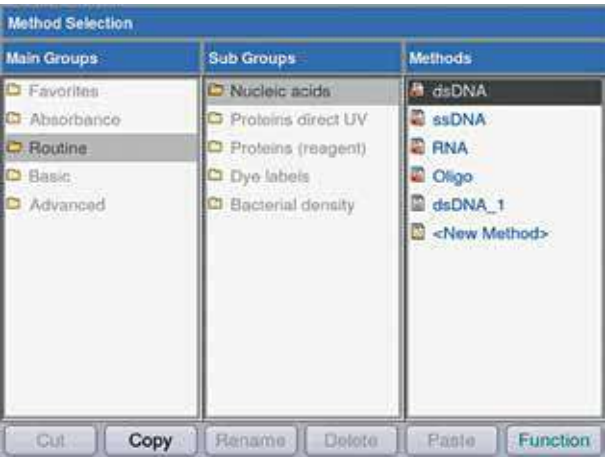 Method Selection
Main Groups
Sub Groups
Methods
Favorites
Absorbance
Routine
Basic
Advanced
Nucleic acids
Proteins direct UV
Proteins (reagent)
Dye labels
Bacterial density
dsDNA
ssDNA
RNA
Oligo
dsDNA_1
<New Method>
Cut
Copy
Rename
Delete
Paste
Function